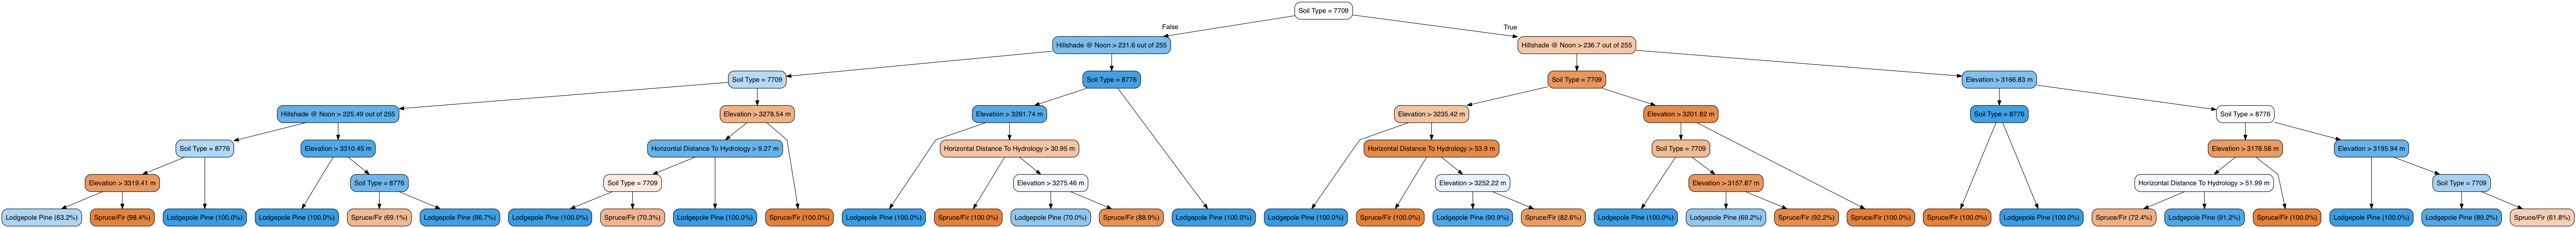 Soil Type = 7709
False
True
Hillshade @ Noon > 231.6 out of 255
Hillshade @ Noon > 236.7 out of 255
Soil Type = 7709
Soil Type = 8776
Soil Type = 7709
Elevation > 3166.83 m
Hillshade @ Noon > 225.49 out of 255
Elevation > 3278.54 m
Elevation > 3261.74 m
Elevation > 3235.42 m
Elevation > 3201.82 m
Soil Type = 8776
Soil Type = 8776
Soil Type = 8776
Elevation > 3310.45 m
Horizontal Distance To Hydrology > 9.27 m
Horizontal Distance To Hydrology > 30.95 m
Horizontal Distance To Hydrology > 53.9 m
Soil Type = 7709
Elevation > 3178.58 m
Elevation > 3195.94 m
Elevation > 3319.41 m
Soil Type = 8776
Soil Type = 7709
Elevation > 3275.46 m
Elevation > 3252.22 m
Elevation > 3157.87 m
Horizontal Distance To Hydrology > 51.99 m
Soil Type = 7709
Lodgepole Pine (63.2%)
Spruce/Fir (98.4%)
Lodgepole Pine (100.0%)
Lodgepole Pine (100.0%)
Spruce/Fir (69.1%)
Lodgepole Pine (96.7%)
Lodgepole Pine (100.0%)
Spruce/Fir (70.3%)
Lodgepole Pine (100.0%)
Spruce/Fir (100.0%)
Lodgepole Pine (100.0%)
Spruce/Fir (100.0%)
Lodgepole Pine (70.0%)
Spruce/Fir (88.9%)
Lodgepole Pine (100.0%)
Lodgepole Pine (100.0%)
Spruce/Fir (100.0%)
Lodgepole Pine (90.9%)
Spruce/Fir (82.6%)
Lodgepole Pine (100.0%)
Lodgepole Pine (69.2%)
Spruce/Fir (92.2%)
Spruce/Fir (100.0%)
Spruce/Fir (100.0%)
Lodgepole Pine (100.0%)
Spruce/Fir (72.4%)
Lodgepole Pine (91.2%)
Spruce/Fir (100.0%)
Lodgepole Pine (100.0%)
Lodgepole Pine (89.2%)
Spruce/Fir (61.8%)